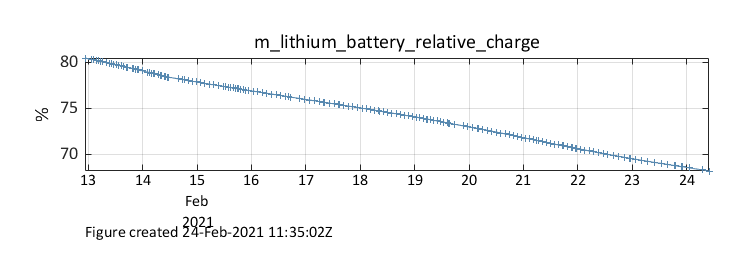 m_lithium_battery_relative_charge
80
75
70
%
13 14 15 16 17 18 19 20 21 22 23 24
Feb
2021
Figure created 24-Feb-2021 11:35:02Z